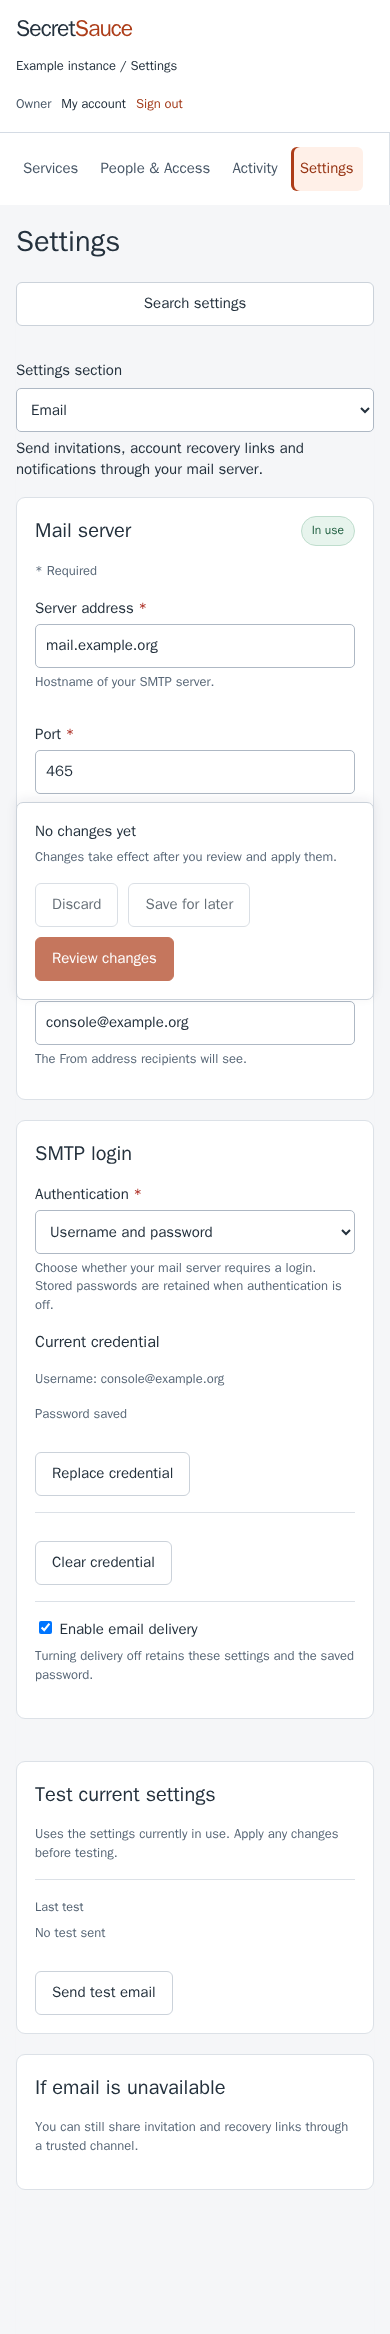 SecretSauce
Example instance / Settings
Owner My account Sign out
Services People & Access Activity Settings
Settings
Search settings
Settings section
Email
Send invitations, account recovery links and
notifications through your mail server.
Mail server In use
* Required
Server address *
mail.example.org
Hostname of your SMTP server.
Port *
465
No changes yet
Changes take effect after you review and apply them.
Discard Save for later
Review changes
console@example.org
The From address recipients will see.
SMTP login
Authentication *
Username and password
Choose whether your mail server requires a login.
Stored passwords are retained when authentication is
off.
Current credential
Username: console@example.org
Password saved
Replace credential
Clear credential
Enable email delivery
Turning delivery off retains these settings and the saved
password.
Test current settings
Uses the settings currently in use. Apply any changes
before testing.
Last test
No test sent
Send test email
If email is unavailable
You can still share invitation and recovery links through
a trusted channel.